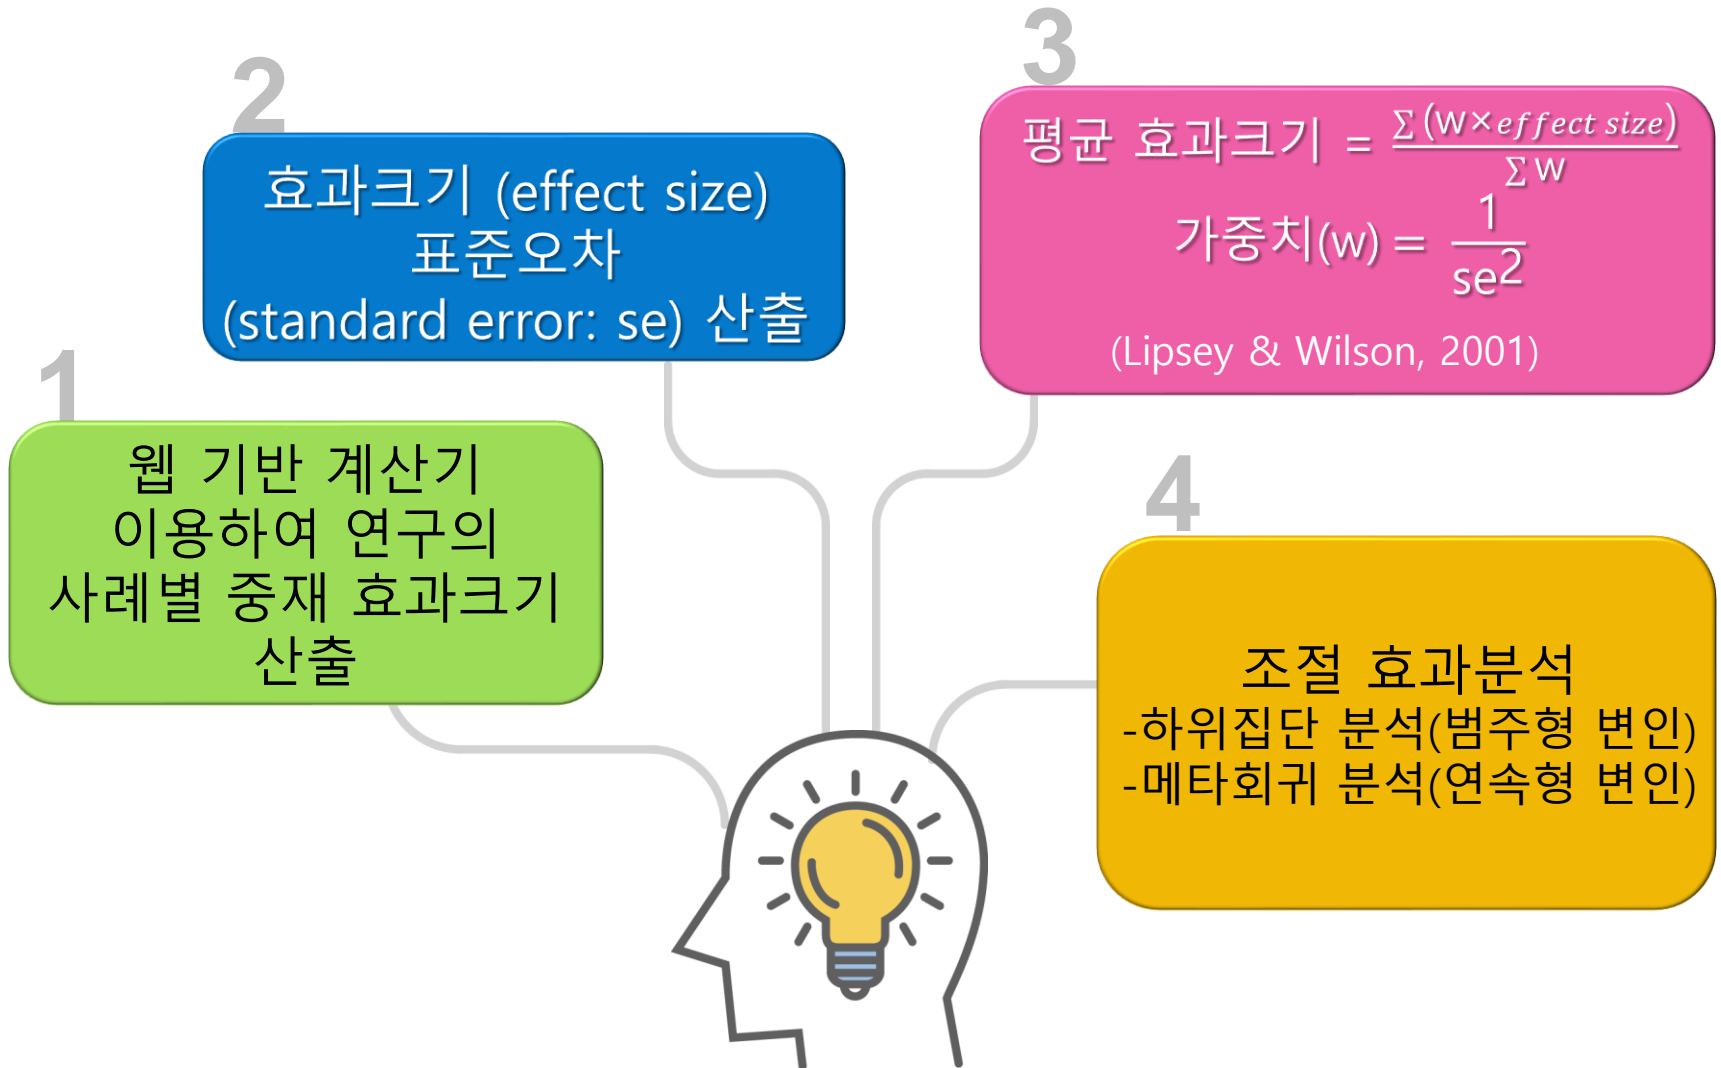 1
웹 기반 계산기
이용하여 연구의
사례별 중재 효과크기
산출
2
효과크기 (effect size)
표준오차
(standard error: se) 산출
3
평균 효과크기 = ∑(w×effect size) / ∑w
가중치(w) = 1 / se²
(Lipsey & Wilson, 2001)
4
조절 효과분석
-하위집단 분석(범주형 변인)
-메타회귀 분석(연속형 변인)